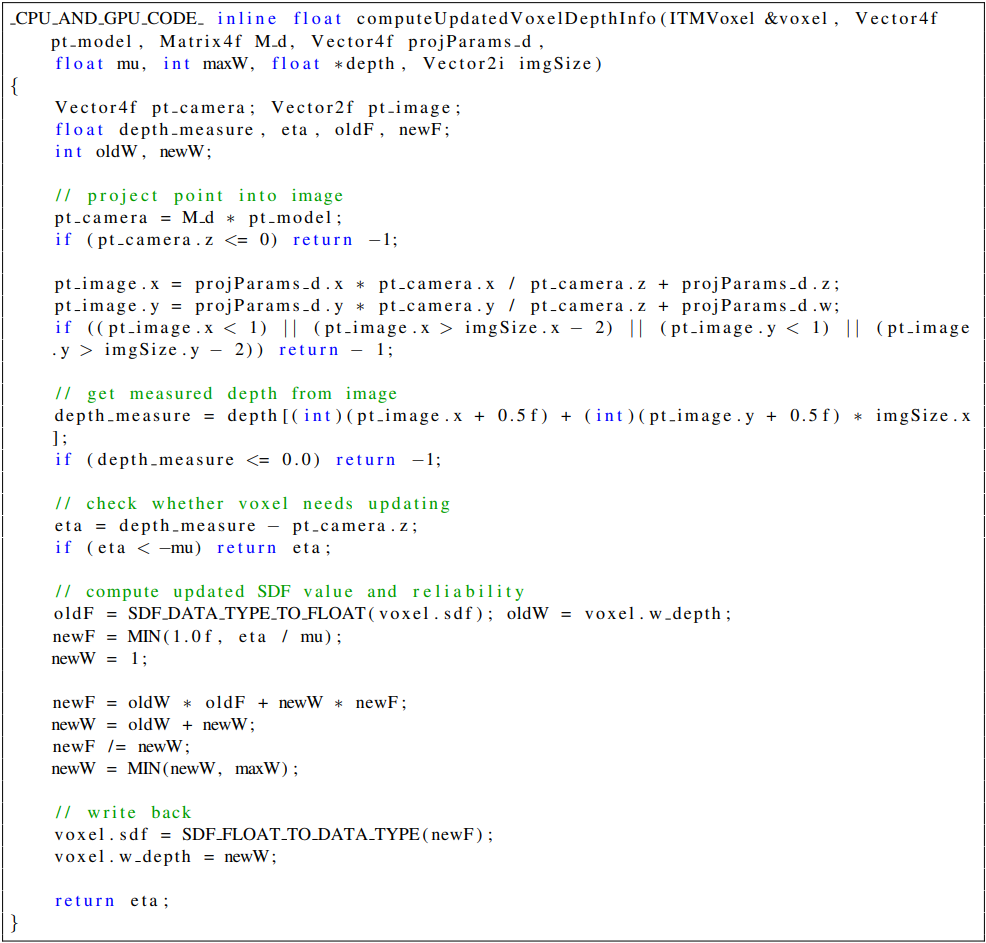 _CPU_AND_GPU_CODE_ inline float computeUpdatedVoxelDepthInfo(ITMVoxel &voxel, Vector4f
pt_model, Matrix4f M_d, Vector4f projParams_d,
float mu, int maxW, float *depth, Vector2i imgSize)
{
Vector4f pt_camera; Vector2f pt_image;
float depth_measure, eta, oldF, newF;
int oldW, newW;
// project point into image
pt_camera = M_d * pt_model;
if (pt_camera.z <= 0) return -1;
pt_image.x = projParams_d.x * pt_camera.x / pt_camera.z + projParams_d.z;
pt_image.y = projParams_d.y * pt_camera.y / pt_camera.z + projParams_d.w;
if ((pt_image.x < 1) || (pt_image.x > imgSize.x - 2) || (pt_image.y < 1) || (pt_image
.y > imgSize.y - 2)) return - 1;
// get measured depth from image
depth_measure = depth[(int)(pt_image.x + 0.5f) + (int)(pt_image.y + 0.5f) * imgSize.x
];
if (depth_measure <= 0.0) return -1;
// check whether voxel needs updating
eta = depth_measure - pt_camera.z;
if (eta < -mu) return eta;
// compute updated SDF value and reliability
oldF = SDF_DATA_TYPE_TO_FLOAT(voxel.sdf); oldW = voxel.w_depth;
newF = MIN(1.0f, eta / mu);
newW = 1;
newF = oldW * oldF + newW * newF;
newW = oldW + newW;
newF /= newW;
newW = MIN(newW, maxW);
// write back
voxel.sdf = SDF_FLOAT_TO_DATA_TYPE(newF);
voxel.w_depth = newW;
return eta;
}